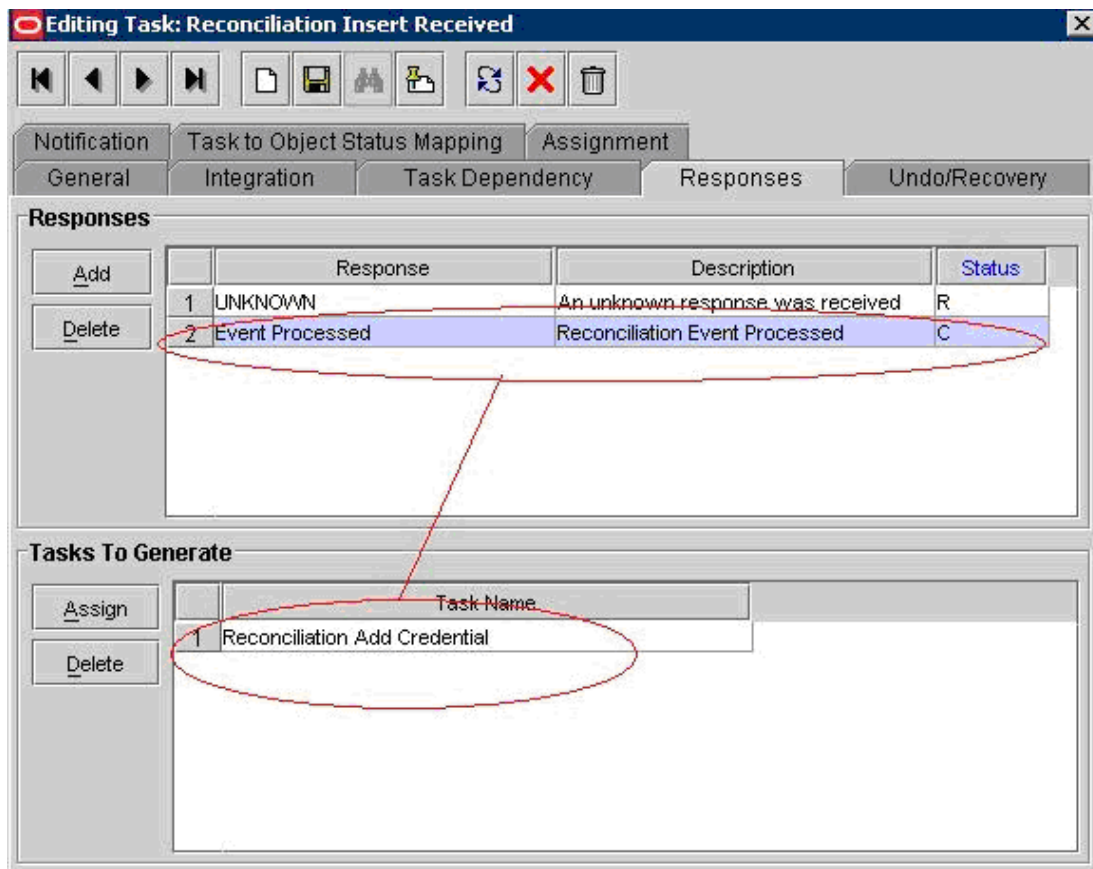 Editing Task: Reconciliation Insert Received
Notification Task to Object Status Mapping Assignment
General Integration Task Dependency Responses Undo/Recovery
Responses
Add
Delete
Response Description Status
1 UNKNOWN An unknown response was received R
2 Event Processed Reconciliation Event Processed C
Tasks To Generate
Assign
Delete
Task Name
1 Reconciliation Add Credential